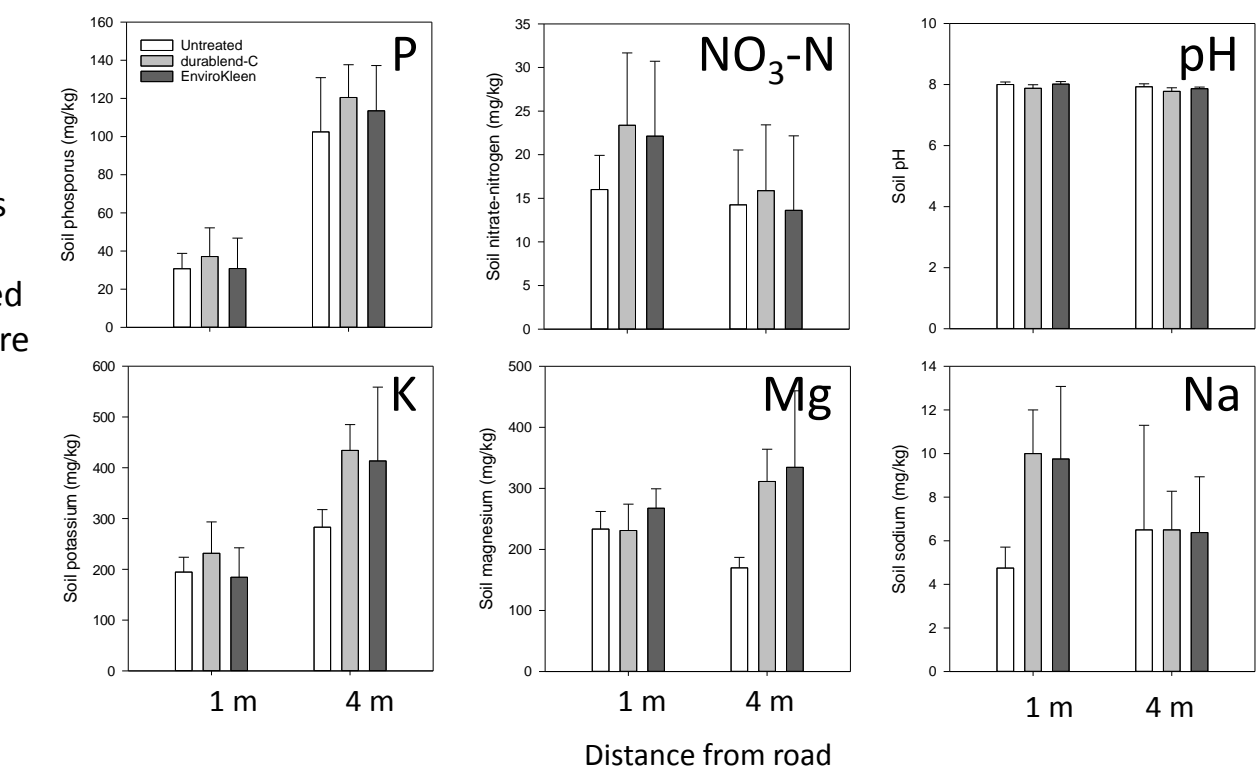 s
ed
re
P
Untreated
durablend-C
EnviroKleen
Soil phosporus (mg/kg)
0
20
40
60
80
100
120
140
160
NO3-N
Soil nitrate-nitrogen (mg/kg)
0
5
10
15
20
25
30
35
pH
Soil pH
0
2
4
6
8
10
K
Soil potassium (mg/kg)
0
100
200
300
400
500
600
1 m 4 m
Mg
Soil magnesium (mg/kg)
0
100
200
300
400
500
1 m 4 m
Na
Soil sodium (mg/kg)
0
2
4
6
8
10
12
14
1 m 4 m
Distance from road